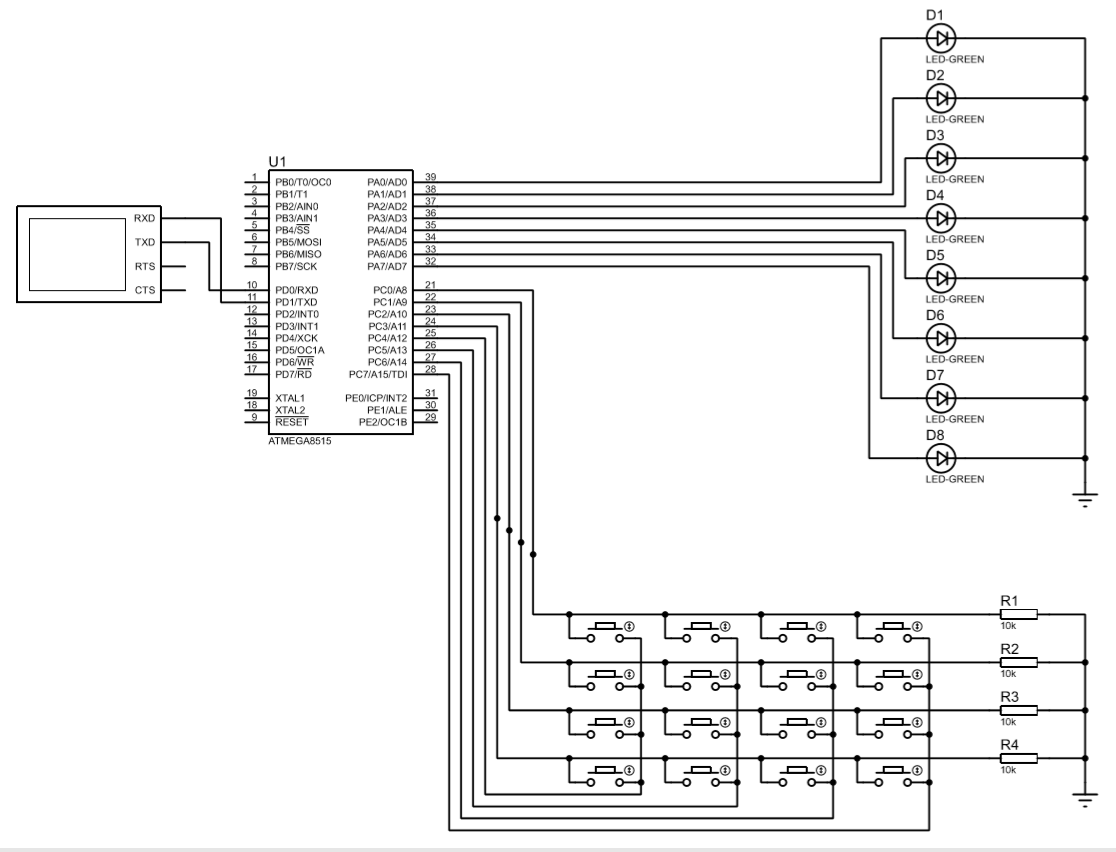 D1
LED-GREEN
D2
LED-GREEN
D3
LED-GREEN
D4
LED-GREEN
D5
LED-GREEN
D6
LED-GREEN
D7
LED-GREEN
D8
LED-GREEN
RXD
TXD
RTS
CTS
U1
1 PB0/T0/OC0 PA0/AD0 39
2 PB1/T1 PA1/AD1 38
3 PB2/AIN0 PA2/AD2 37
4 PB3/AIN1 PA3/AD3 36
5 PB4/SS PA4/AD4 35
6 PB5/MOSI PA5/AD5 34
7 PB6/MISO PA6/AD6 33
8 PB7/SCK PA7/AD7 32
10 PD0/RXD PC0/A8 21
11 PD1/TXD PC1/A9 22
12 PD2/INT0 PC2/A10 23
13 PD3/INT1 PC3/A11 24
14 PD4/XCK PC4/A12 25
15 PD5/OC1A PC5/A13 26
16 PD6/WR PC6/A14 27
17 PD7/RD PC7/A15/TDI 28
19 XTAL1 PE0/ICP/INT2 31
18 XTAL2 PE1/ALE 30
9 RESET PE2/OC1B 29
ATMEGA8515
R1
10k
R2
10k
R3
10k
R4
10k